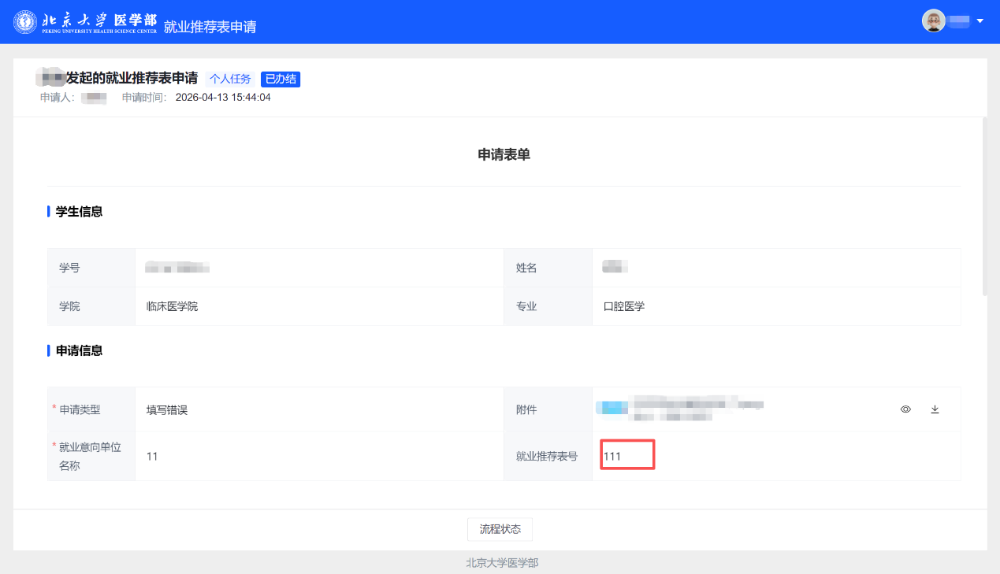 北京大学医学部 就业推荐表申请
PEKING UNIVERSITY HEALTH SCIENCE CENTER
发起的就业推荐表申请 个人任务 已办结
申请人： 申请时间： 2026-04-13 15:44:04
申请表单
学生信息
学号 姓名
学院 临床医学院 专业 口腔医学
申请信息
* 申请类型 填写错误 附件
* 就业意向单位名称 11 就业推荐表号 111
流程状态
北京大学医学部